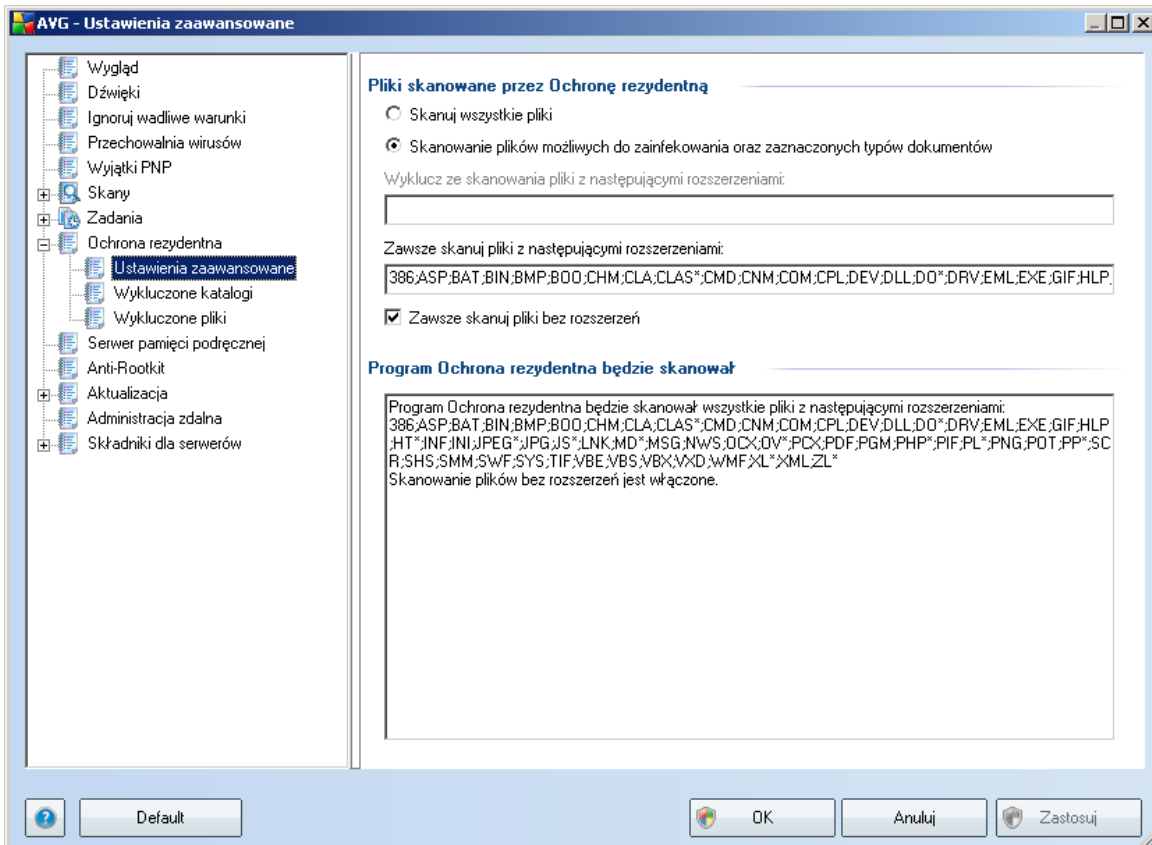 AVG - Ustawienia zaawansowane
Wygląd
Dźwięki
Ignoruj wadliwe warunki
Przechowalnia wirusów
Wyjątki PNP
Skany
Zadania
Ochrona rezydentna
Ustawienia zaawansowane
Wykluczone katalogi
Wykluczone pliki
Serwer pamięci podręcznej
Anti-Rootkit
Aktualizacja
Administracja zdalna
Składniki dla serwerów
Pliki skanowane przez Ochronę rezydentną
Skanuj wszystkie pliki
Skanowanie plików możliwych do zainfekowania oraz zaznaczonych typów dokumentów
Wyklucz ze skanowania pliki z następującymi rozszerzeniami:
Zawsze skanuj pliki z następującymi rozszerzeniami:
386;ASP;BAT;BIN;BMP;BOO;CHM;CLA;CLAS*;CMD;CNM;COM;CPL;DEV;DLL;DO*;DRV;EML;EXE;GIF;HLP;
Zawsze skanuj pliki bez rozszerzeń
Program Ochrona rezydentna będzie skanował
Program Ochrona rezydentna będzie skanował wszystkie pliki z następującymi rozszerzeniami:
386;ASP;BAT;BIN;BMP;BOO;CHM;CLA;CLAS*;CMD;CNM;COM;CPL;DEV;DLL;DO*;DRV;EML;EXE;GIF;HLP
;HT*;INF;INI;JPEG*;JPG;JS*;LNK;MD*;MSG;NWS;OCX;OV*;PCX;PDF;PGM;PHP*;PIF;PL*;PNG;POT;PP*;SC
R;SHS;SMM;SWF;SYS;TIF;VBE;VBS;VBX;VXD;WMF;XL*;XML;ZL*
Skanowanie plików bez rozszerzeń jest włączone.
Default
OK
Anuluj
Zastosuj